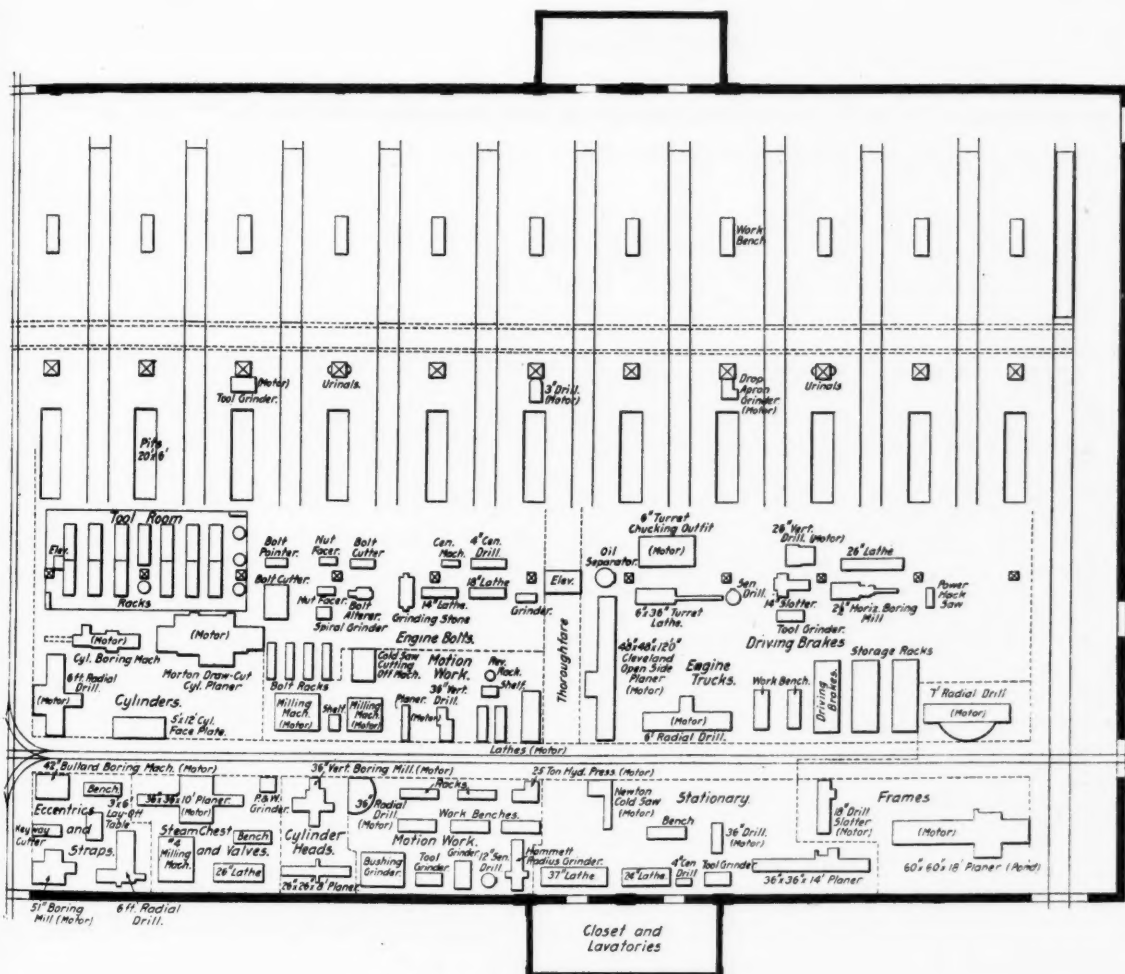 Work
Bench
(Motor)
Tool Grinder.
Urinals.
3" Drill.
(Motor)
Drop
Apron
Grinder
(Motor)
Urinals
Pits
20'x6'
Tool Room
Elev.
Racks
Bolt
Pointer.
Nut
Facer.
Bolt
Cutter
Cen.
Mach.
4" Cen.
Drill.
6" Turret
Chucking Outfit
(Motor)
Oil
Separator.
26" Vert.
Drill. (Motor)
26" Lathe
Bolt Cutter.
Nut Facer.
Spiral Grinder
Bolt
Alterer.
Grinding Stone
14" Lathe.
18" Lathe
Grinder.
Elev.
6"x36" Turret
Lathe.
Sen.
Drill.
14" Slotter.
Tool Grinder.
Horiz. Boring
Mill
Power
Hack
Saw
Engine Bolts.
Driving Brakes
(Motor)
Cyl. Boring Mach
(Motor)
Morton Draw-Cut
Cyl. Planer
6 ft. Radial
Drill.
(Motor)
Cylinders.
5'x12' Cyl.
Face Plate.
Bolt Racks
Milling
Mach.
(Motor)
Shelf
Cold Saw
Cutting
Off Mach.
Milling
Mach.
(Motor)
Motion
Work.
Planer.
(Motor)
36" Vert.
Drill.
Rev.
Rack.
Shelf.
Thoroughfare
48"x48"x12'0"
Cleveland
Open Side
Planer
(Motor)
Engine
Trucks.
(Motor)
6' Radial Drill.
Work Bench.
Driving
Brakes.
Storage Racks
7' Radial Drill
(Motor)
Lathes (Motor)
42" Bullard Boring Mach. (Motor)
Eccentrics
and
Straps.
Bench.
3'x6'
Lay-Off
Table
Keyway
Cutter
36"x36"x10' Planer
(Motor)
P.& W.
Grinder.
Steam Chest
and Valves.
Bench
#4
Milling
Mach.
26" Lathe
51" Boring
Mill (Motor)
6 ft. Radial
Drill.
36" Vert. Boring Mill. (Motor)
Cylinder
Heads.
26"x26"x8' Planer
36"
Radial
Drill.
(Motor)
Racks.
Work Benches.
Motion Work.
Bushing
Grinder.
Tool
Grinder
Grinder
12" Sen.
Drill.
25 Ton Hyd. Press (Motor)
Hammett
Radius Grinder.
Newton
Cold Saw
(Motor)
Stationary.
Bench
36" Drill.
(Motor)
37" Lathe
24" Lathe.
4" Cen
Drill
Tool Grinder
36"x36"x14' Planer
18" Drill
Slotter
(Motor)
Frames
60"x60"x18' Planer (Pond)
Closet and
Lavatories